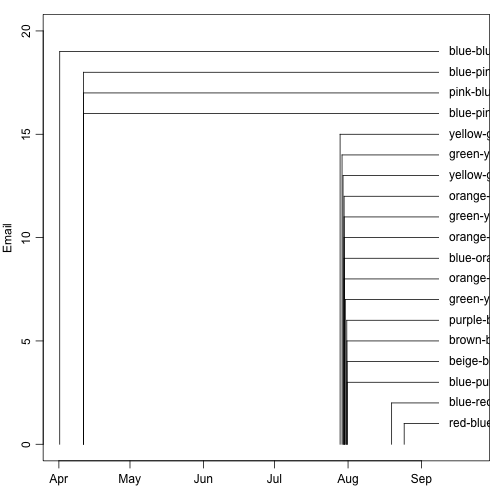 20
15
10
5
0
Email
blue-blu
blue-pin
pink-blu
blue-pin
yellow-g
green-y
yellow-g
orange-
green-y
orange-
blue-ora
orange-
green-y
purple-b
brown-b
beige-b
blue-pu
blue-red
red-blue
Apr May Jun Jul Aug Sep